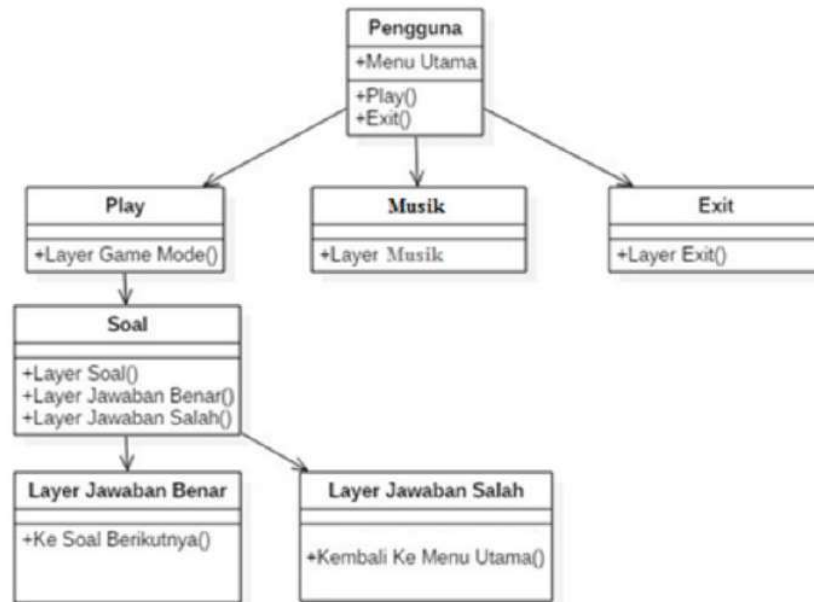 Pengguna
+Menu Utama
+Play()
+Exit()
Play
+Layer Game Mode()
Musik
+Layer Musik
Exit
+Layer Exit()
Soal
+Layer Soal()
+Layer Jawaban Benar()
+Layer Jawaban Salah()
Layer Jawaban Benar
+Ke Soal Berikutnya()
Layer Jawaban Salah
+Kembali Ke Menu Utama()